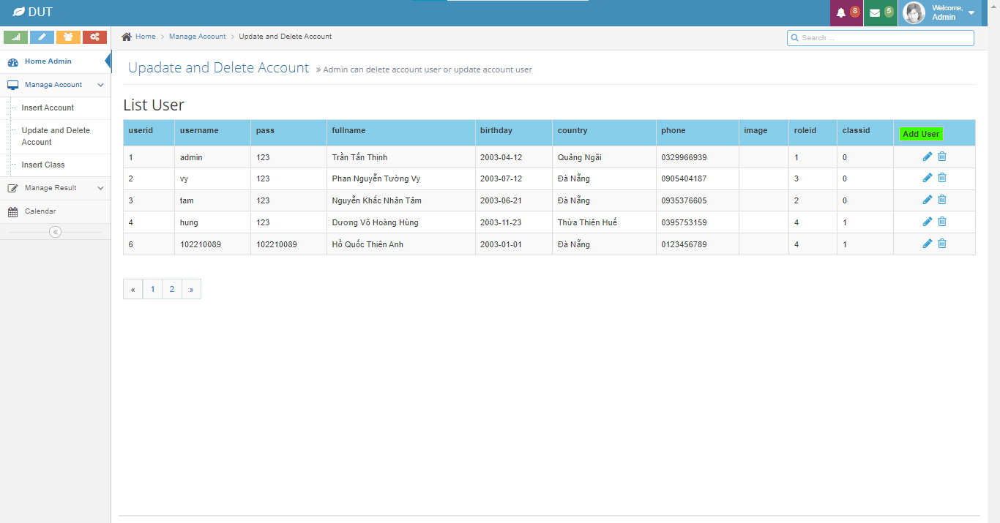 DUT
8
5
Welcome,
Admin
Home
Manage Account
Update and Delete Account
Search ...
Home Admin
Manage Account
Insert Account
Update and Delete
Account
Insert Class
Manage Result
Calendar
«
Upadate and Delete Account » Admin can delete account user or update account user
List User
userid username pass fullname birthday country phone image roleid classid Add User
1 admin 123 Trần Tấn Thịnh 2003-04-12 Quảng Ngãi 0329966939 1 0
2 vy 123 Phan Nguyễn Tường Vy 2003-07-12 Đà Nẵng 0905404187 3 0
3 tam 123 Nguyễn Khắc Nhân Tâm 2003-06-21 Đà Nẵng 0935376605 2 0
4 hung 123 Dương Võ Hoàng Hùng 2003-11-23 Thừa Thiên Huế 0395753159 4 1
6 102210089 102210089 Hồ Quốc Thiên Anh 2003-01-01 Đà Nẵng 0123456789 4 1
« 1 2 »